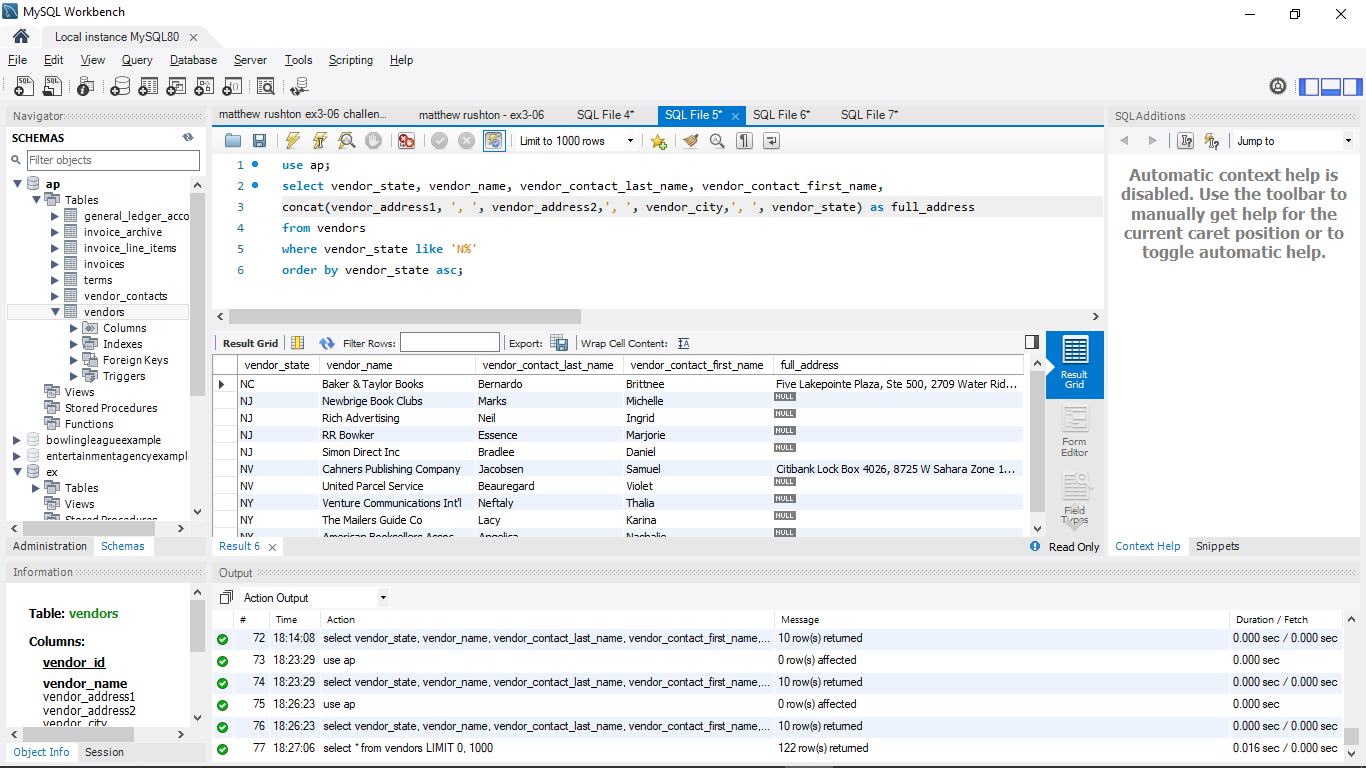 MySQL Workbench
Local instance MySQL80
File Edit View Query Database Server Tools Scripting Help
Navigator
SCHEMAS
Filter objects
ap
Tables
general_ledger_acco
invoice_archive
invoice_line_items
invoices
terms
vendor_contacts
vendors
Columns
Indexes
Foreign Keys
Triggers
Views
Stored Procedures
Functions
bowlingleagueexample
entertainmentagencyexampl
ex
Tables
Views
Stored Procedures
Administration Schemas
Information
Table: vendors
Columns:
vendor_id
vendor_name
vendor_address1
vendor_address2
vendor_city
Object Info Session
matthew rushton ex3-06 challen... matthew rushton - ex3-06 SQL File 4* SQL File 5* SQL File 6* SQL File 7*
Limit to 1000 rows
1 use ap;
2 select vendor_state, vendor_name, vendor_contact_last_name, vendor_contact_first_name,
3 concat(vendor_address1, ', ', vendor_address2,', ', vendor_city,', ', vendor_state) as full_address
4 from vendors
5 where vendor_state like 'N%'
6 order by vendor_state asc;
Result Grid Filter Rows: Export: Wrap Cell Content:
vendor_state vendor_name vendor_contact_last_name vendor_contact_first_name full_address
NC Baker & Taylor Books Bernardo Brittnee Five Lakepointe Plaza, Ste 500, 2709 Water Rid...
NJ Newbrige Book Clubs Marks Michelle NULL
NJ Rich Advertising Neil Ingrid NULL
NJ RR Bowker Essence Marjorie NULL
NJ Simon Direct Inc Bradlee Daniel NULL
NV Cahners Publishing Company Jacobsen Samuel Citibank Lock Box 4026, 8725 W Sahara Zone 1...
NV United Parcel Service Beauregard Violet NULL
NY Venture Communications Int'l Neftaly Thalia NULL
NY The Mailers Guide Co Lacy Karina NULL
NY American Booksellers Assoc Angelica Nashalie NULL
Result Grid
Form Editor
Field Types
Result 6 Read Only
SQLAdditions
Jump to
Automatic context help is
disabled. Use the toolbar to
manually get help for the
current caret position or to
toggle automatic help.
Context Help Snippets
Output
Action Output
# Time Action Message Duration / Fetch
72 18:14:08 select vendor_state, vendor_name, vendor_contact_last_name, vendor_contact_first_name,... 10 row(s) returned 0.000 sec / 0.000 sec
73 18:23:29 use ap 0 row(s) affected 0.000 sec
74 18:23:29 select vendor_state, vendor_name, vendor_contact_last_name, vendor_contact_first_name,... 10 row(s) returned 0.000 sec / 0.000 sec
75 18:26:23 use ap 0 row(s) affected 0.000 sec
76 18:26:23 select vendor_state, vendor_name, vendor_contact_last_name, vendor_contact_first_name,... 10 row(s) returned 0.000 sec / 0.000 sec
77 18:27:06 select * from vendors LIMIT 0, 1000 122 row(s) returned 0.016 sec / 0.000 sec